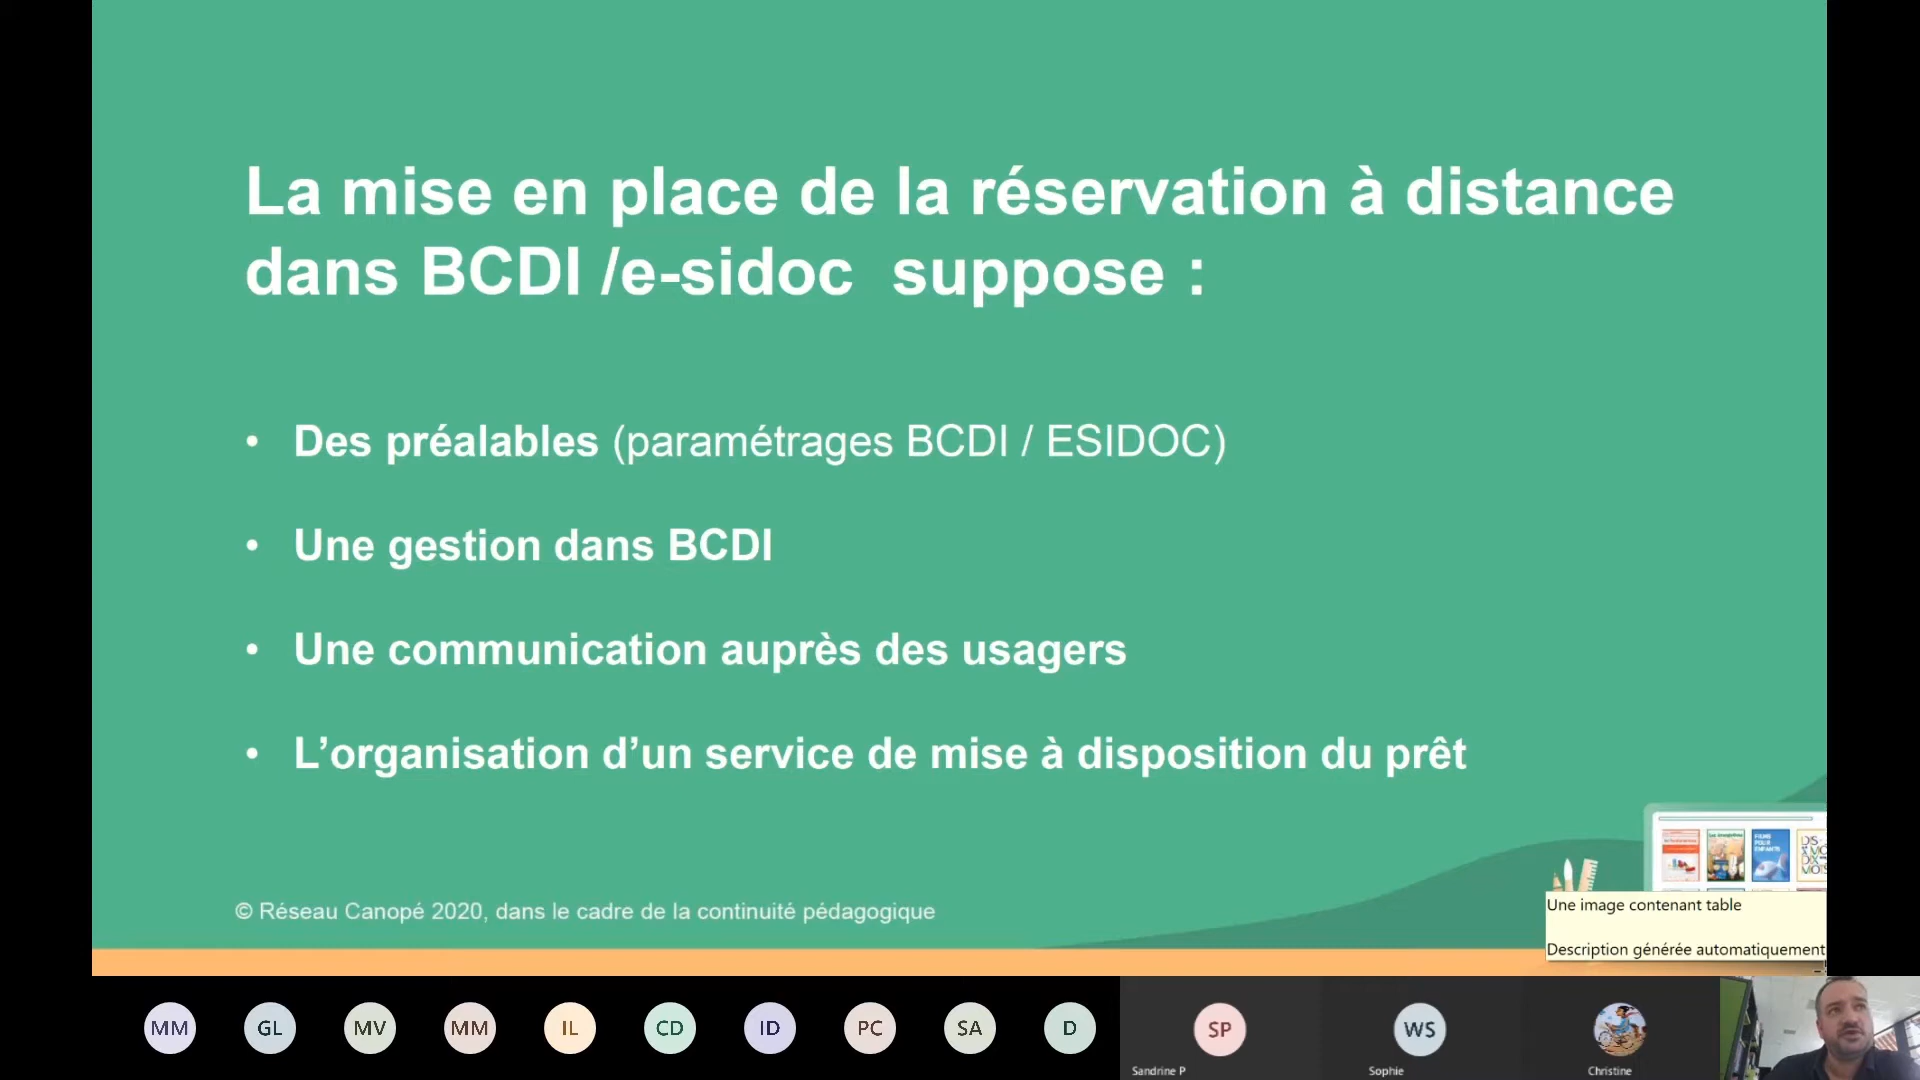 La mise en place de la réservation à distance
dans BCDI /e-sidoc  suppose :
• Des préalables (paramétrages BCDI / ESIDOC)
• Une gestion dans BCDI
• Une communication auprès des usagers
• L’organisation d’un service de mise à disposition du prêt
FILMS
POUR
ENFANTS
© Réseau Canopé 2020, dans le cadre de la continuité pédagogique
Une image contenant table
Description générée automatiquement
MM
GL
MV
MM
IL
CD
ID
PC
SA
D
SP
WS
Sandrine P
Sophie
Christine